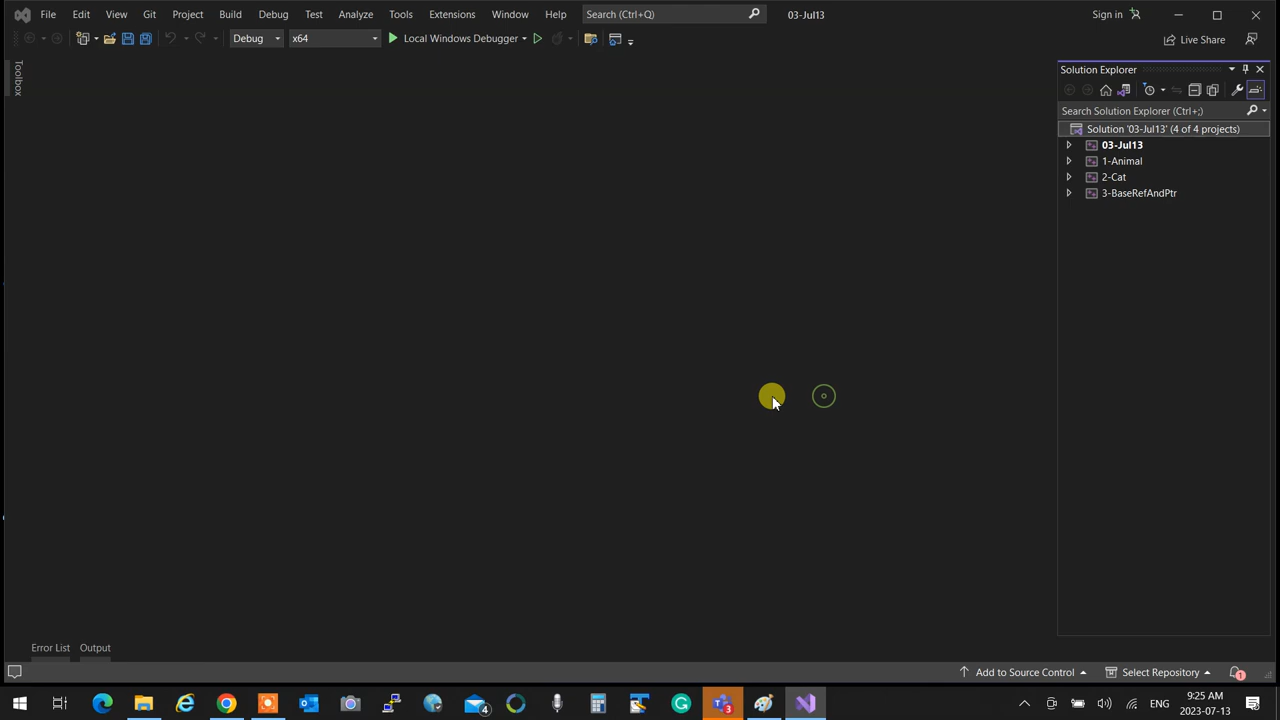 File Edit View Git Project Build Debug Test Analyze Tools Extensions Window Help Search (Ctrl+Q) 03-Jul13 Sign in
Debug x64 Local Windows Debugger Live Share
Toolbox
Solution Explorer
Search Solution Explorer (Ctrl+;)
Solution '03-Jul13' (4 of 4 projects)
03-Jul13
1-Animal
2-Cat
3-BaseRefAndPtr
Error List Output
Add to Source Control Select Repository 1
4 3 ENG 9:25 AM
2023-07-13